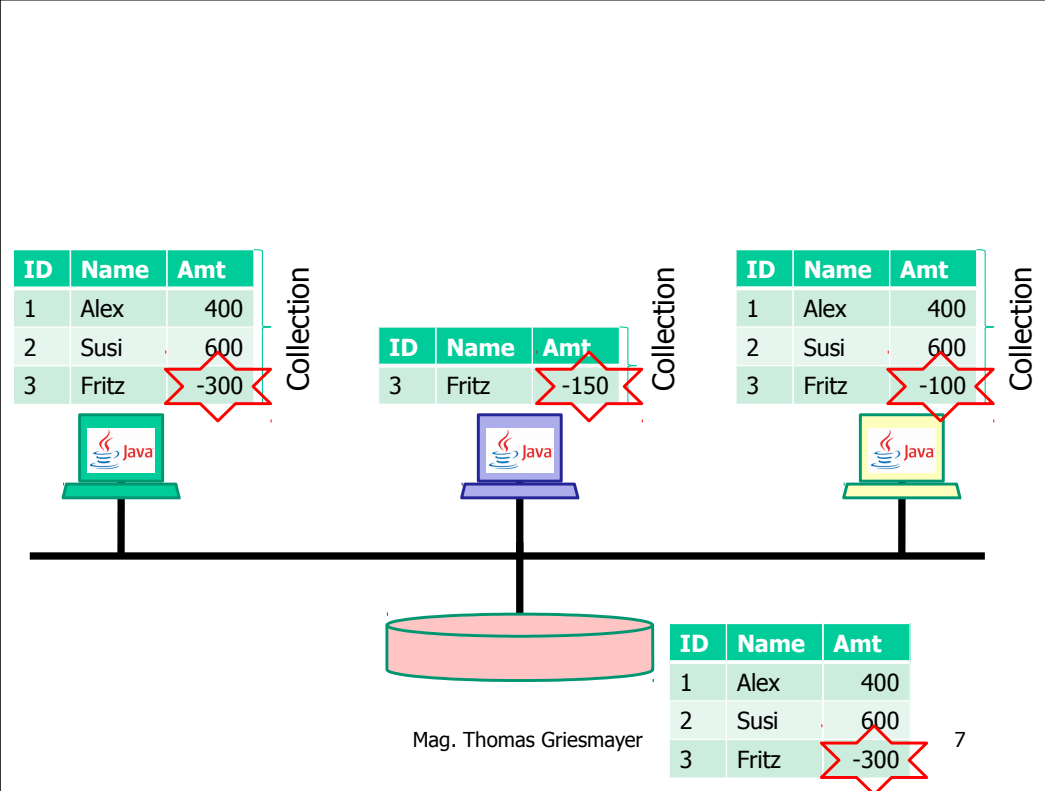 ID Name Amt
1 Alex 400
2 Susi 600
3 Fritz -300
Collection
Java
ID Name Amt
3 Fritz -150
Collection
Java
ID Name Amt
1 Alex 400
2 Susi 600
3 Fritz -100
Collection
Java
ID Name Amt
1 Alex 400
2 Susi 600
3 Fritz -300
Mag. Thomas Griesmayer
7